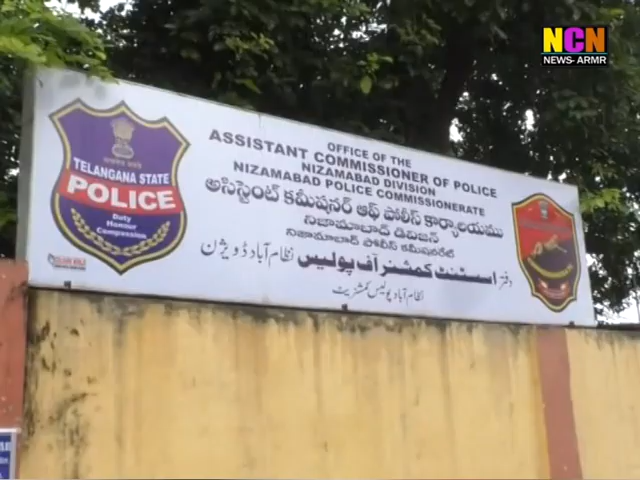 NCN
NEWS- ARMR
TELANGANA STATE
POLICE
Duty
Honour
Compassion
OFFICE OF THE
ASSISTANT COMMISSIONER OF POLICE
NIZAMABAD DIVISION
NIZAMABAD POLICE COMMISSIONERATE
అసిస్టెంట్ కమీషనర్ ఆఫ్ పోలీస్ కార్యాలయము
నిజామాబాద్ డివిజన్
నిజామాబాద్ పోలీస్ కమీషనరేట్
دفتر اسسٹنٹ کمشنر آف پولیس نظام آباد ڈویژن
نظام آباد پولیس کمشنریٹ